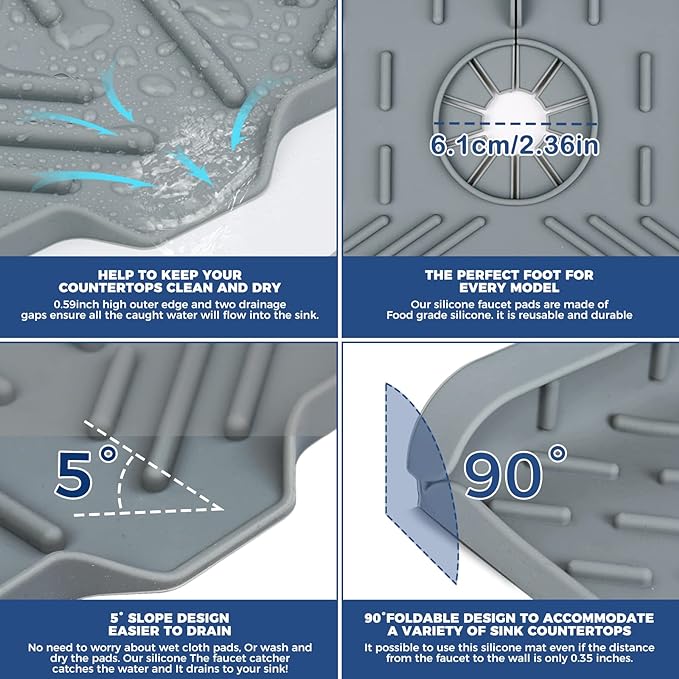 HELP TO KEEP YOUR
COUNTERTOPS CLEAN AND DRY
0.59inch high outer edge and two drainage
gaps ensure all the caught water will flow into the sink.
6.1cm/2.36in
THE PERFECT FOOT FOR
EVERY MODEL
Our silicone faucet pads are made of
Food grade silicone. it is reusable and durable
5°
5° SLOPE DESIGN
EASIER TO DRAIN
No need to worry about wet cloth pads, Or wash and
dry the pads. Our silicone The faucet catcher
catches the water and It drains to your sink!
90°
90°FOLDABLE DESIGN TO ACCOMMODATE
A VARIETY OF SINK COUNTERTOPS
It possible to use this silicone mat even if the distance
from the faucet to the wall is only 0.35 inches.